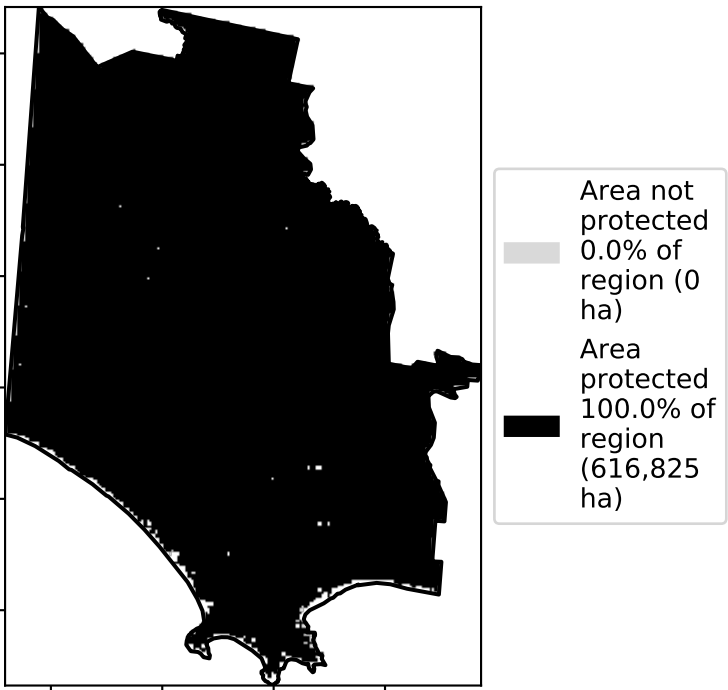 Area not
protected
0.0% of
region (0
ha)
Area
protected
100.0% of
region
(616,825
ha)